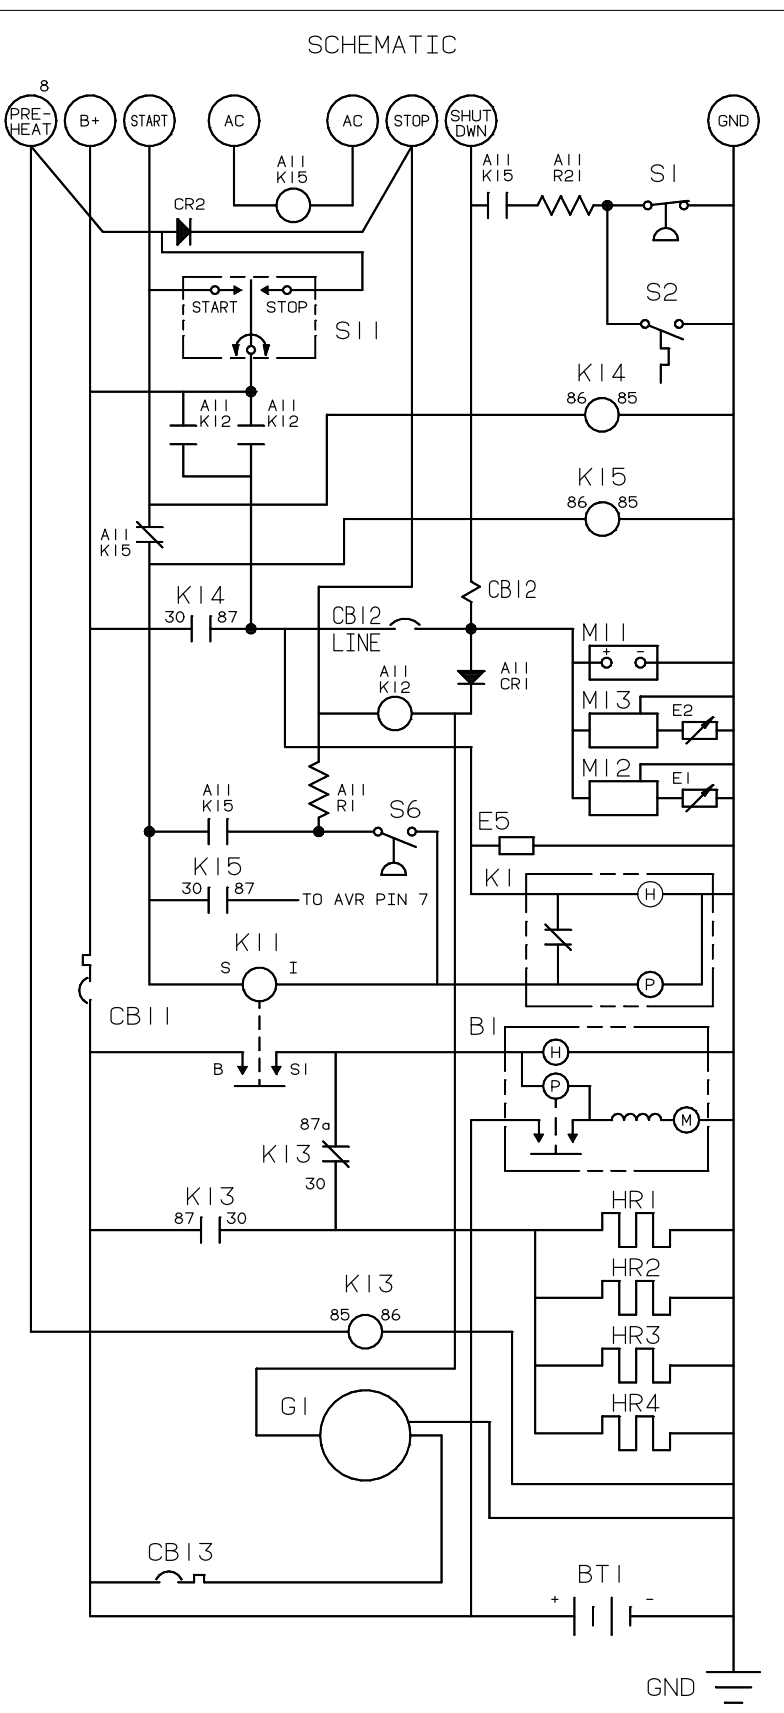 SCHEMATIC
8
PRE-
HEAT
B+
START
AC
AC
STOP
SHUT
DWN
GND
A11
K15
A11
K15
A11
R21
S1
CR2
START
STOP
S11
S2
K14
86
85
A11
K12
A11
K12
K15
86
85
A11
K15
K14
30
87
CB12
LINE
CB12
M11
+
-
A11
K12
A11
CR1
M13
E2
M12
E1
A11
K15
A11
R1
S6
E5
K15
30
87
TO AVR PIN 7
K1
H
P
K11
S
I
CB11
B1
B
S1
H
P
M
87a
K13
30
K13
87
30
HR1
HR2
K13
85
86
HR3
G1
HR4
CB13
BT1
+
-
GND